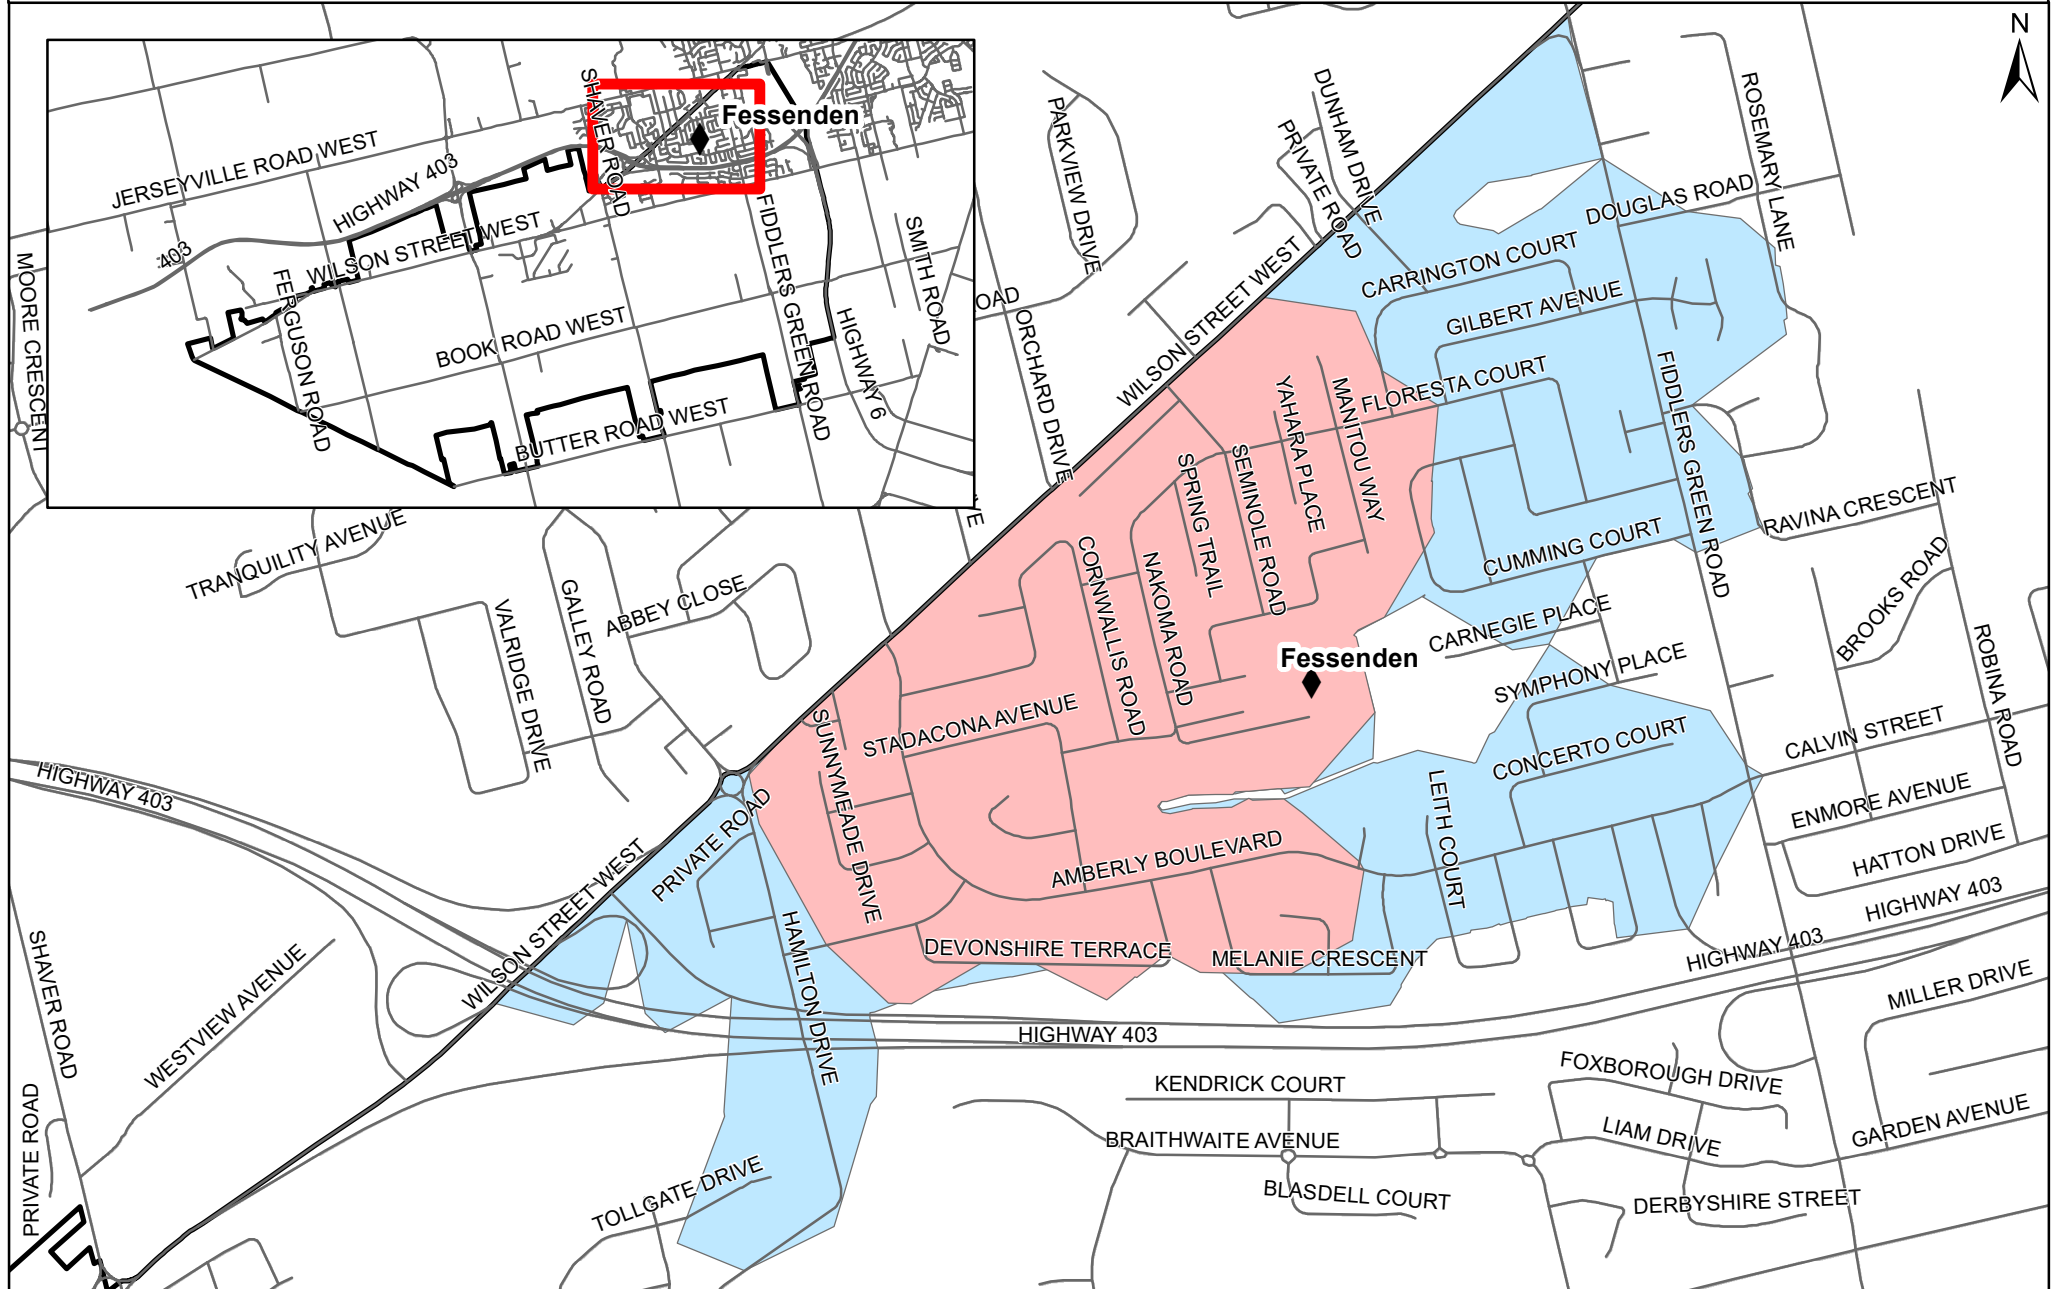 N
SHAVER ROAD
Fessenden
JERSEYVILLE ROAD WEST
HIGHWAY 403
403
WILSON STREET WEST
FERGUSON ROAD
BOOK ROAD WEST
BUTTER ROAD WEST
FIDDLERS GREEN ROAD
HIGHWAY 6
SMITH ROAD
MOORE CRESCENT
PARKVIEW DRIVE
DUNHAM DRIVE
PRIVATE ROAD
ROSEMARY LANE
DOUGLAS ROAD
CARRINGTON COURT
GILBERT AVENUE
OAD
ORCHARD DRIVE
WILSON STREET WEST
FLORESTA COURT
YAHARA PLACE
MANITOU WAY
FIDDLERS GREEN ROAD
SPRING TRAIL
SEMINOLE ROAD
VE
TRANQUILITY AVENUE
RAVINA CRESCENT
CUMMING COURT
CORNWALLIS ROAD
NAKOMA ROAD
GALLEY ROAD
ABBEY CLOSE
VALRIDGE DRIVE
BROOKS ROAD
CARNEGIE PLACE
Fessenden
SYMPHONY PLACE
ROBINA ROAD
STADACONA AVENUE
SUNNYMEADE DRIVE
CONCERTO COURT
CALVIN STREET
HIGHWAY 403
LEITH COURT
ENMORE AVENUE
PRIVATE ROAD
WILSON STREET WEST
AMBERLY BOULEVARD
HATTON DRIVE
HIGHWAY 403
HIGHWAY 403
HAMILTON DRIVE
DEVONSHIRE TERRACE
MELANIE CRESCENT
SHAVER ROAD
WESTVIEW AVENUE
MILLER DRIVE
HIGHWAY 403
KENDRICK COURT
FOXBOROUGH DRIVE
PRIVATE ROAD
BRAITHWAITE AVENUE
LIAM DRIVE
GARDEN AVENUE
TOLLGATE DRIVE
BLASDELL COURT
DERBYSHIRE STREET